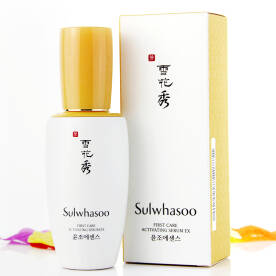 雪
花
秀
Sulwhasoo
FIRST CARE
ACTIVATING SERUM EX
윤조에센스
雪
花
秀
Sulwhasoo
FIRST CARE
ACTIVATING SERUM EX
윤조에센스